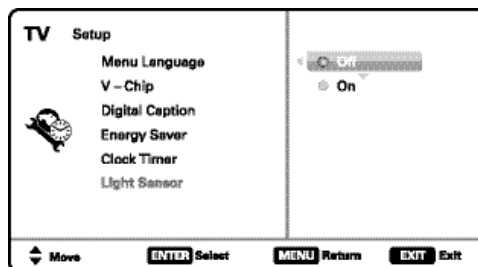 TV Setup
Menu Language
V-Chip
Digital Caption
Energy Saver
Clock Timer
Light Sensor
Off
On
Move ENTER Select MENU Return EXIT Exit